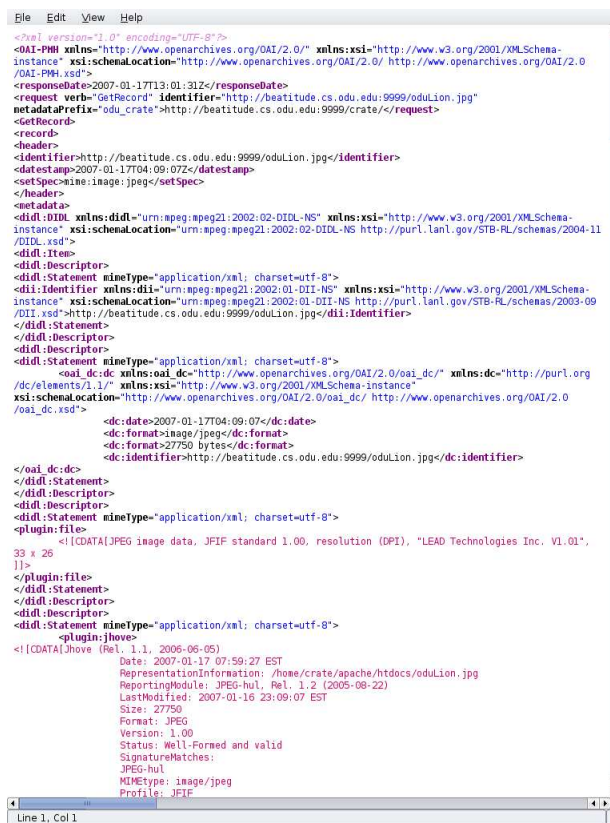 File Edit View Help
<?xml version="1.0" encoding="UTF-8"?>
<OAI-PMH xmlns="http://www.openarchives.org/OAI/2.0/" xmlns:xsi="http://www.w3.org/2001/XMLSchema-
instance" xsi:schemaLocation="http://www.openarchives.org/OAI/2.0/ http://www.openarchives.org/OAI/2.0
/OAI-PMH.xsd">
<responseDate>2007-01-17T13:01:31Z</responseDate>
<request verb="GetRecord" identifier="http://beatitude.cs.odu.edu:9999/oduLion.jpg"
metadataPrefix="odu_crate">http://beatitude.cs.odu.edu:9999/crate/</request>
<GetRecord>
<record>
<header>
<identifier>http://beatitude.cs.odu.edu:9999/oduLion.jpg</identifier>
<datestamp>2007-01-17T04:09:07Z</datestamp>
<setSpec>mime:image:jpeg</setSpec>
</header>
<metadata>
<didl:DIDL xmlns:didl="urn:mpeg:mpeg21:2002:02-DIDL-NS" xmlns:xsi="http://www.w3.org/2001/XMLSchema-
instance" xsi:schemaLocation="urn:mpeg:mpeg21:2002:02-DIDL-NS http://purl.lanl.gov/STB-RL/schemas/2004-11
/DIDL.xsd">
<didl:Item>
<didl:Descriptor>
<didl:Statement mimeType="application/xml; charset=utf-8">
<dii:Identifier xmlns:dii="urn:mpeg:mpeg21:2002:01-DII-NS" xmlns:xsi="http://www.w3.org/2001/XMLSchema-
instance" xsi:schemaLocation="urn:mpeg:mpeg21:2002:01-DII-NS http://purl.lanl.gov/STB-RL/schemas/2003-09
/DII.xsd">http://beatitude.cs.odu.edu:9999/oduLion.jpg</dii:Identifier>
</didl:Statement>
</didl:Descriptor>
<didl:Descriptor>
<didl:Statement mimeType="application/xml; charset=utf-8">
<oai_dc:dc xmlns:oai_dc="http://www.openarchives.org/OAI/2.0/oai_dc/" xmlns:dc="http://purl.org
/dc/elements/1.1/" xmlns:xsi="http://www.w3.org/2001/XMLSchema-instance"
xsi:schemaLocation="http://www.openarchives.org/OAI/2.0/oai_dc/ http://www.openarchives.org/OAI/2.0
/oai_dc.xsd">
<dc:date>2007-01-17T04:09:07</dc:date>
<dc:format>image/jpeg</dc:format>
<dc:format>27750 bytes</dc:format>
<dc:identifier>http://beatitude.cs.odu.edu:9999/oduLion.jpg</dc:identifier>
</oai_dc:dc>
</didl:Statement>
</didl:Descriptor>
<didl:Descriptor>
<didl:Statement mimeType="application/xml; charset=utf-8">
<plugin:file>
<![CDATA[JPEG image data, JFIF standard 1.00, resolution (DPI), "LEAD Technologies Inc. V1.01",
33 x 26
]]>
</plugin:file>
</didl:Statement>
</didl:Descriptor>
<didl:Descriptor>
<didl:Statement mimeType="application/xml; charset=utf-8">
<plugin:jhove>
<![CDATA[Jhove (Rel. 1.1, 2006-06-05)
Date: 2007-01-17 07:59:27 EST
RepresentationInformation: /home/crate/apache/htdocs/oduLion.jpg
ReportingModule: JPEG-hul, Rel. 1.2 (2005-08-22)
LastModified: 2007-01-16 23:09:07 EST
Size: 27750
Format: JPEG
Version: 1.00
Status: Well-Formed and valid
SignatureMatches:
JPEG-hul
MIMEtype: image/jpeg
Profile: JFIF
Line 1, Col 1